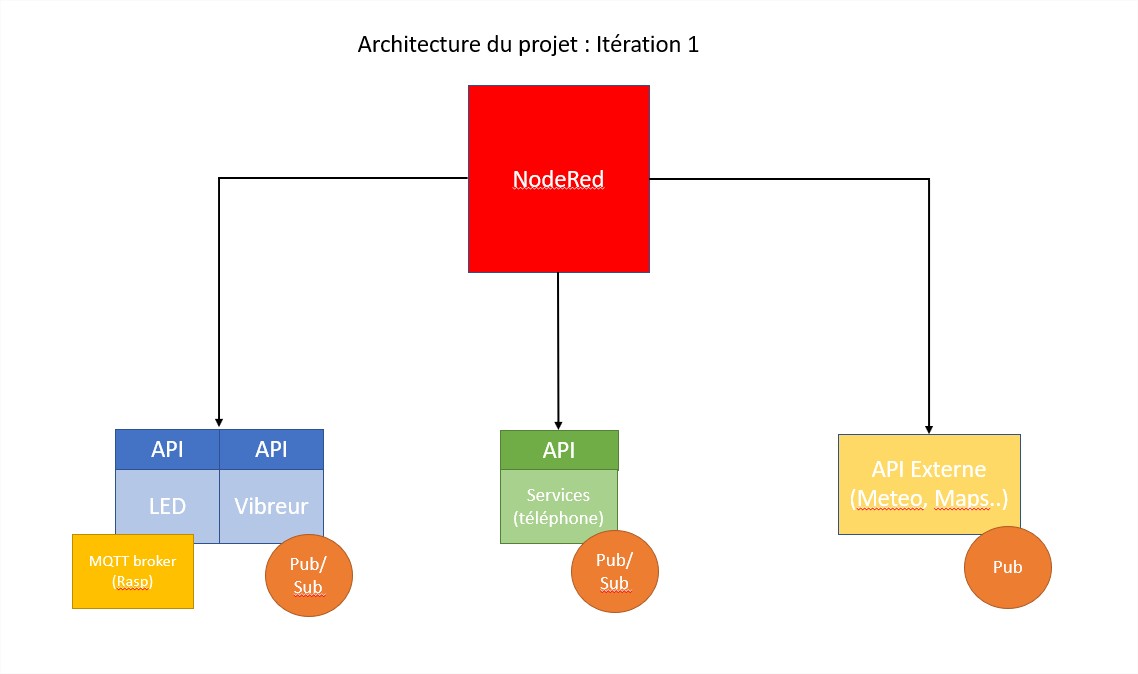 Architecture du projet : Itération 1
NodeRed
API
API
LED
Vibreur
MQTT broker
(Rasp)
Pub/
Sub
API
Services
(téléphone)
Pub/
Sub
API Externe
(Meteo, Maps..)
Pub